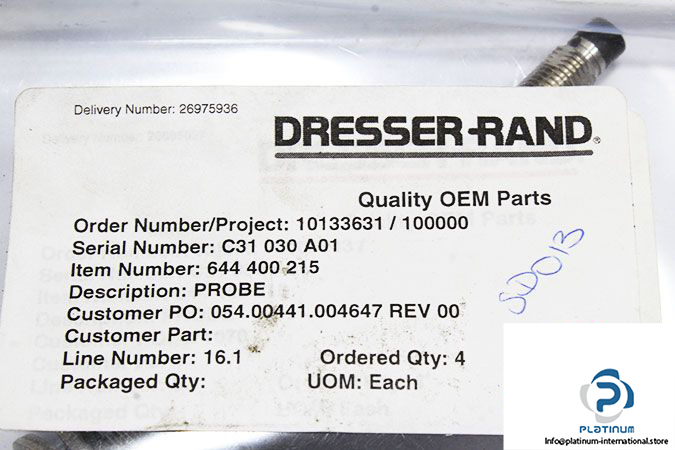 Delivery Number: 26975936
DRESSER-RAND®
Quality OEM Parts
Order Number/Project: 10133631 / 100000
Serial Number: C31 030 A01
Item Number: 644 400 215
Description: PROBE
Customer PO: 054.00441.004647 REV 00
Customer Part:
Line Number: 16.1 Ordered Qty: 4
Packaged Qty: UOM: Each
SD013
PLATINUM
Info@platinum-international.store